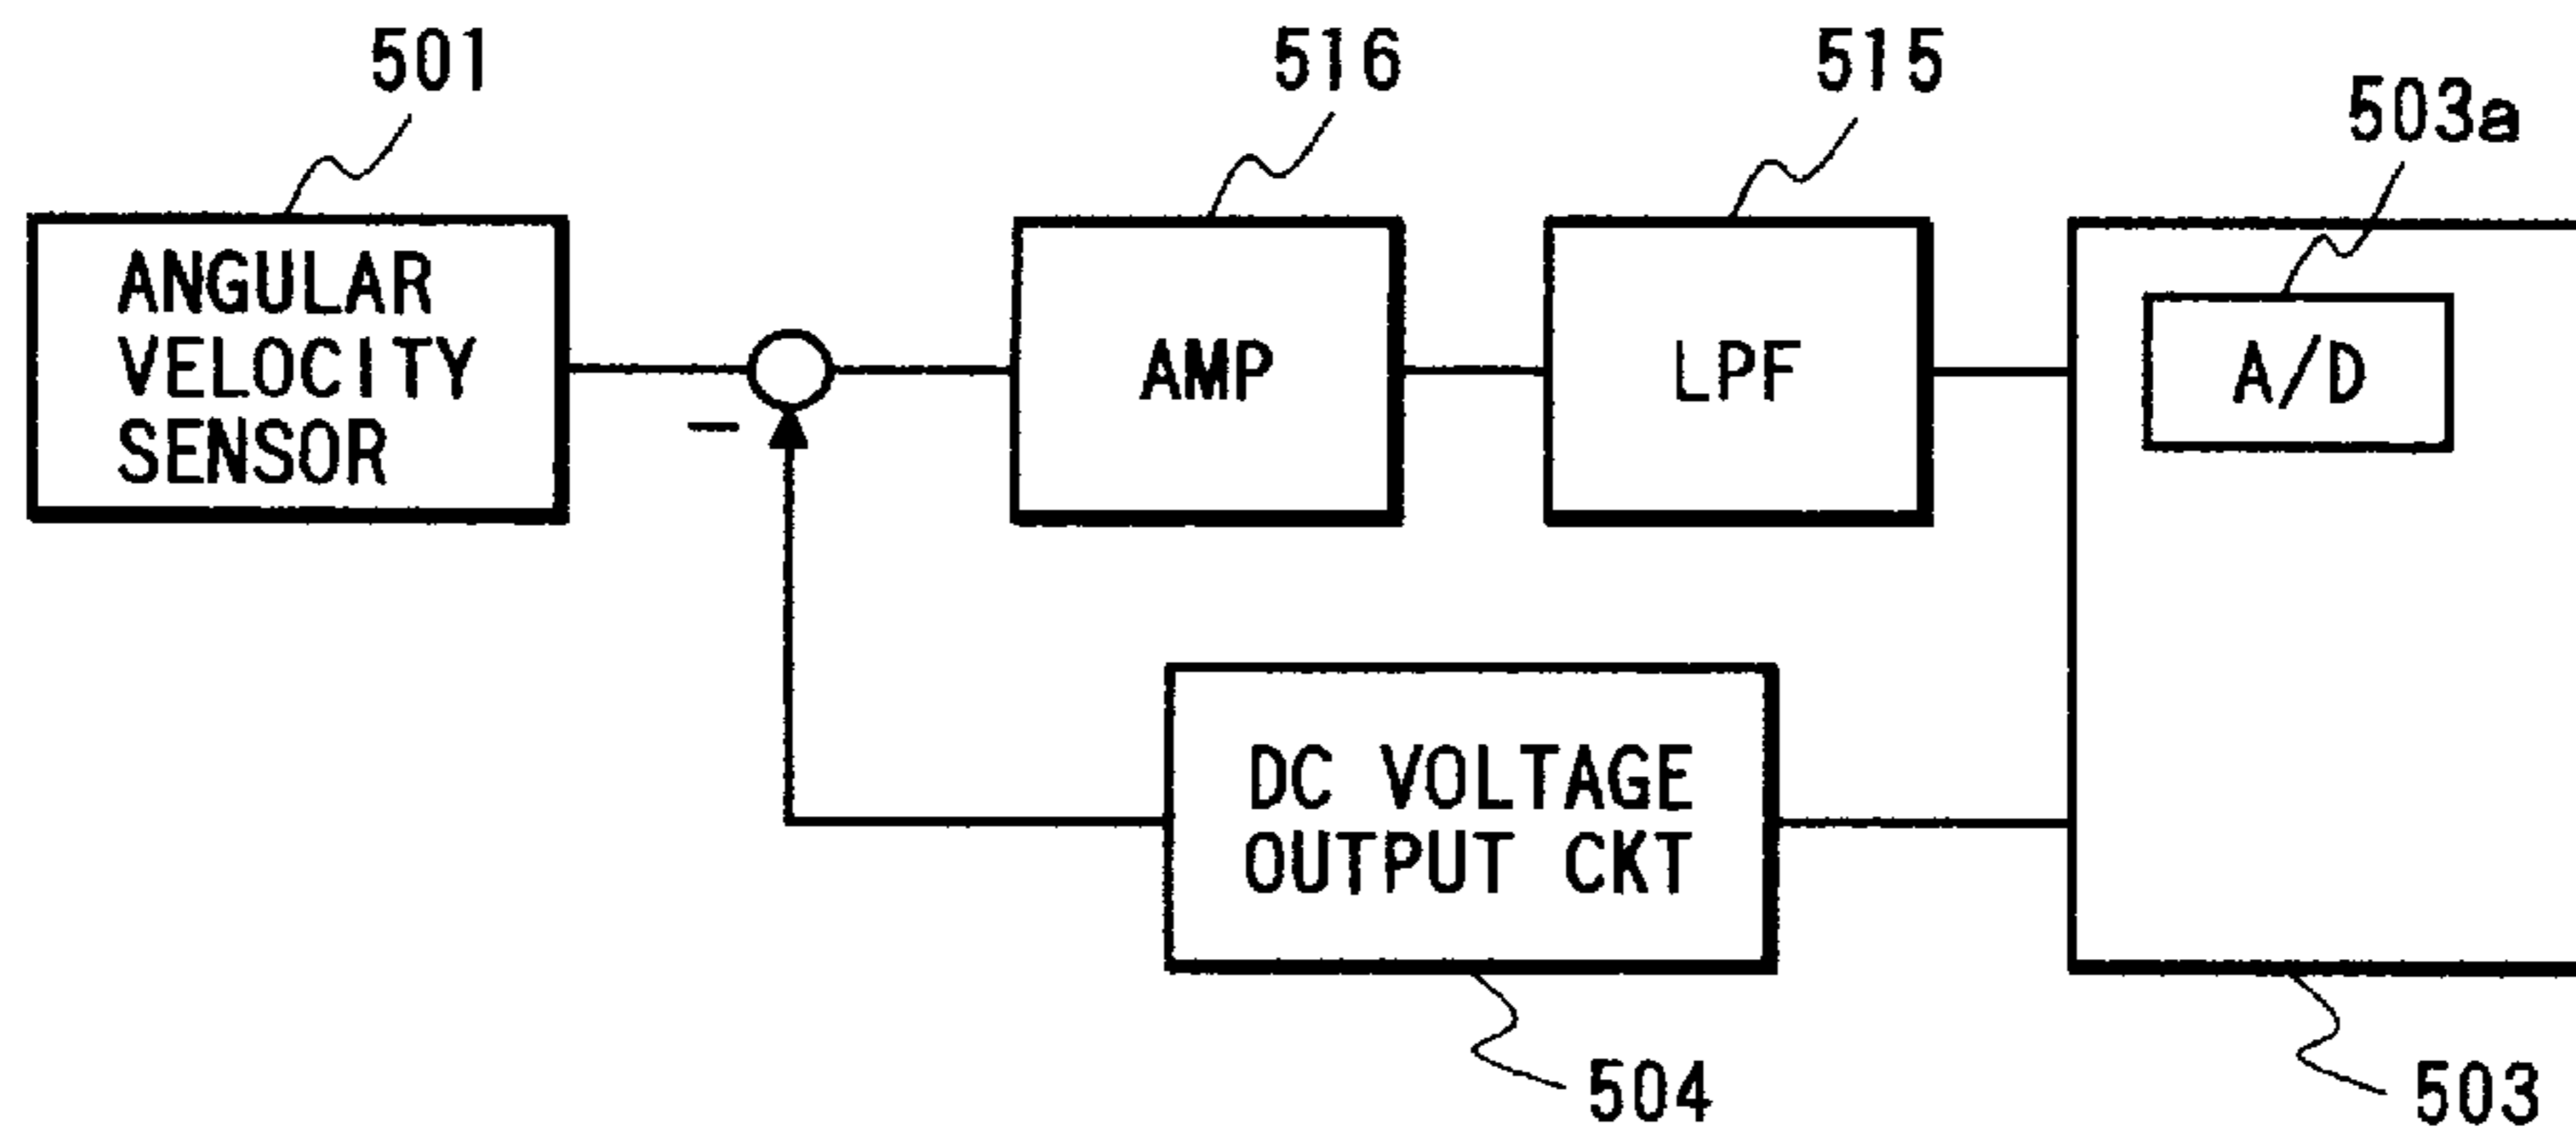 501
516
515
503a
ANGULAR
VELOCITY
SENSOR
-
AMP
LPF
A/D
DC VOLTAGE
OUTPUT CKT
504
503